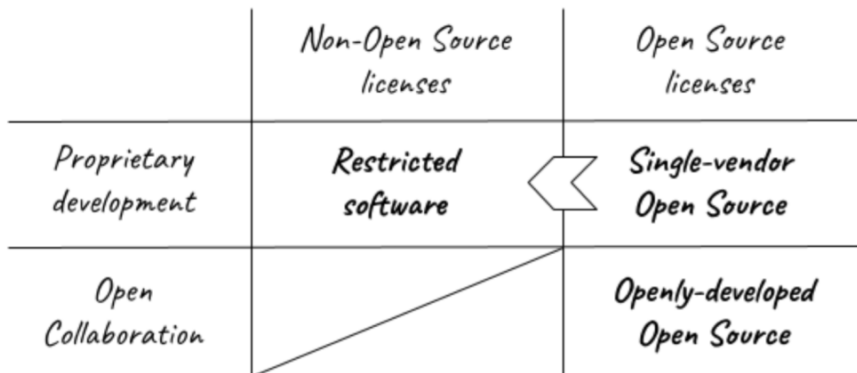 Non-Open Source
licenses
Open Source
licenses
Proprietary
development
Restricted
software
Single-vendor
Open Source
Open
Collaboration
Openly-developed
Open Source